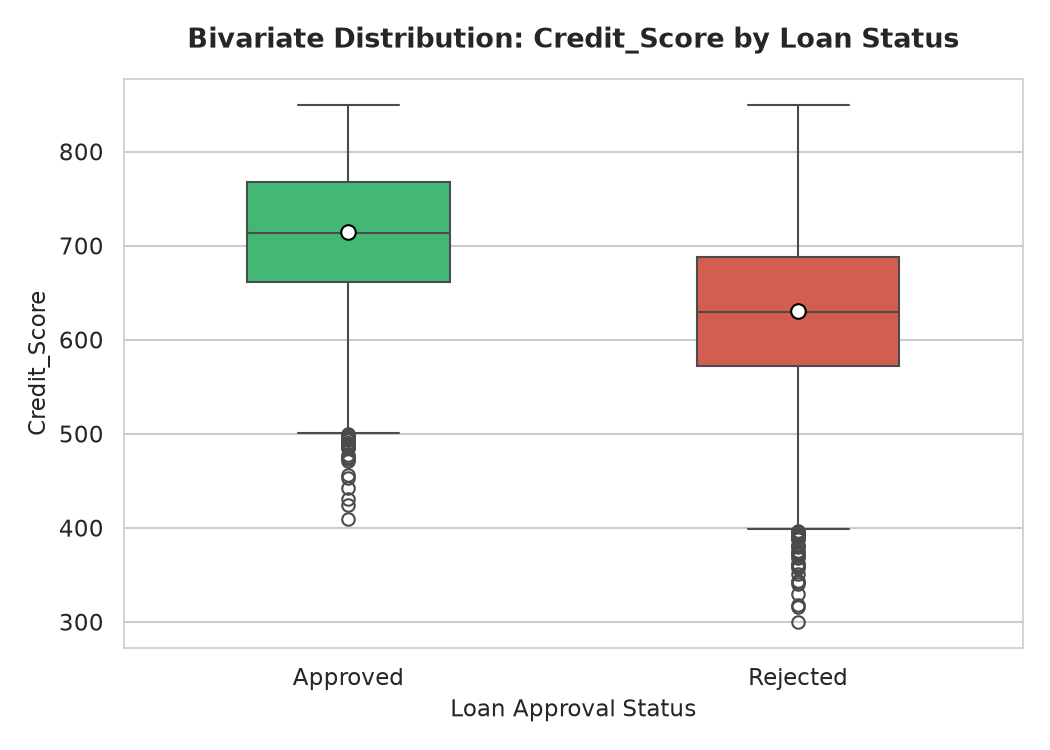 Bivariate Distribution: Credit_Score by Loan Status
Credit_Score
800
700
600
500
400
300
Approved
Rejected
Loan Approval Status